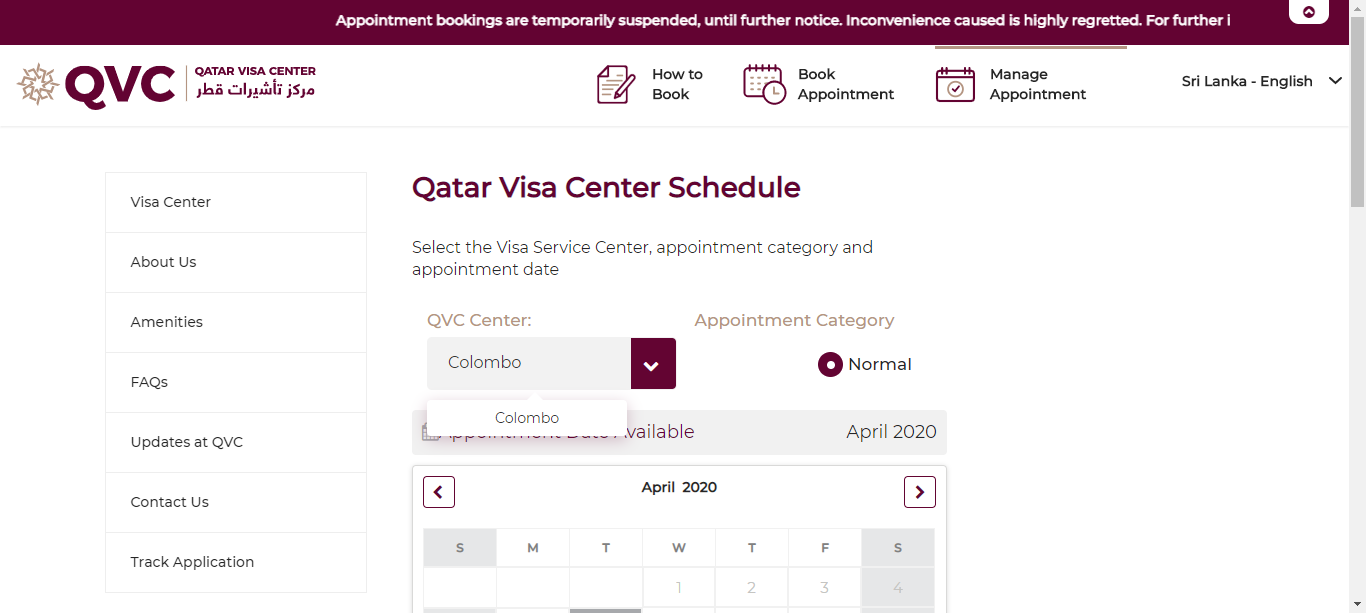 Appointment bookings are temporarily suspended, until further notice. Inconvenience caused is highly regretted. For further i
QVC
QATAR VISA CENTER
مركز تأشيرات قطر
How to
Book
Book
Appointment
Manage
Appointment
Sri Lanka - English
Visa Center
About Us
Amenities
FAQs
Updates at QVC
Contact Us
Track Application
Qatar Visa Center Schedule
Select the Visa Service Center, appointment category and
appointment date
QVC Center:
Appointment Category
Colombo
Normal
Colombo
Appointment Date Available
April 2020
April 2020
S M T W T F S
1 2 3 4